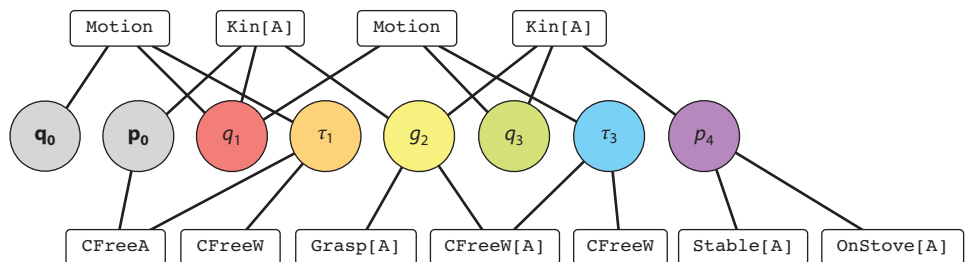 Motion Kin[A] Motion Kin[A]
q₀ p₀ q₁ τ₁ g₂ q₃ τ₃ p₄
CFreeA CFreeW Grasp[A] CFreeW[A] CFreeW Stable[A] OnStove[A]